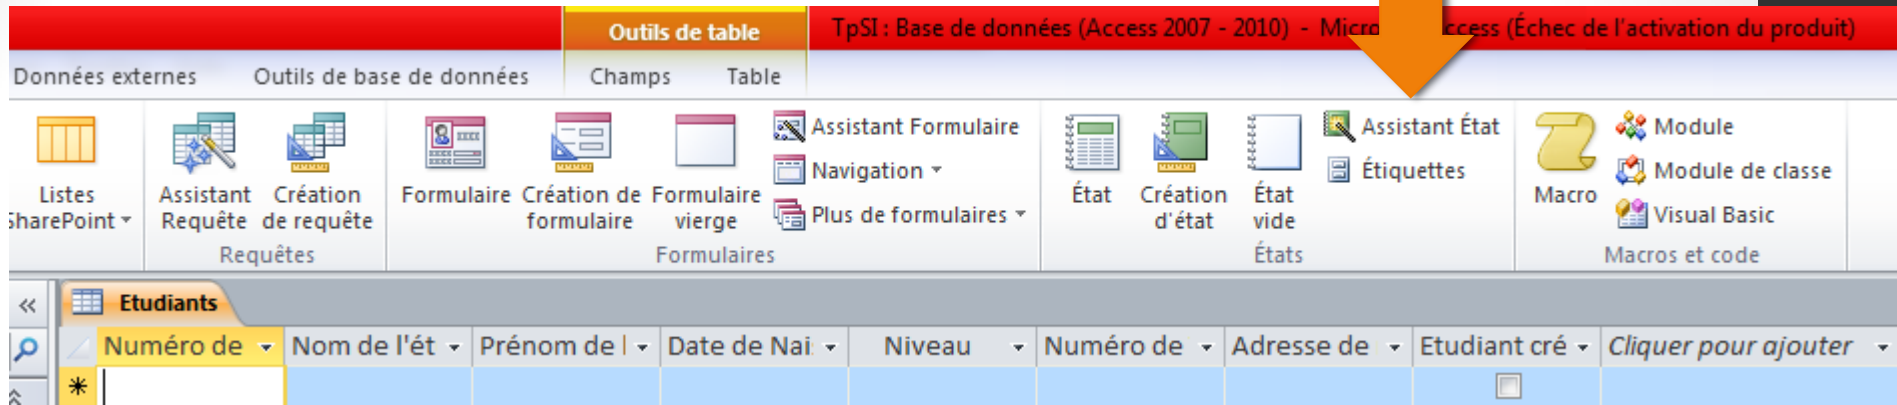 Outils de table
TpSI : Base de données (Access 2007 - 2010) - Micro ccess (Échec de l'activation du produit)
Données externes Outils de base de données Champs Table
Listes
SharePoint
Assistant
Requête
Création
de requête
Requêtes
Formulaire
Création de
formulaire
Formulaire
vierge
Assistant Formulaire
Navigation
Plus de formulaires
Formulaires
État
Création
d'état
État
vide
Assistant État
Étiquettes
États
Macro
Module
Module de classe
Visual Basic
Macros et code
Etudiants
Numéro de Nom de l'ét Prénom de l Date de Nai Niveau Numéro de Adresse de Etudiant cré Cliquer pour ajouter